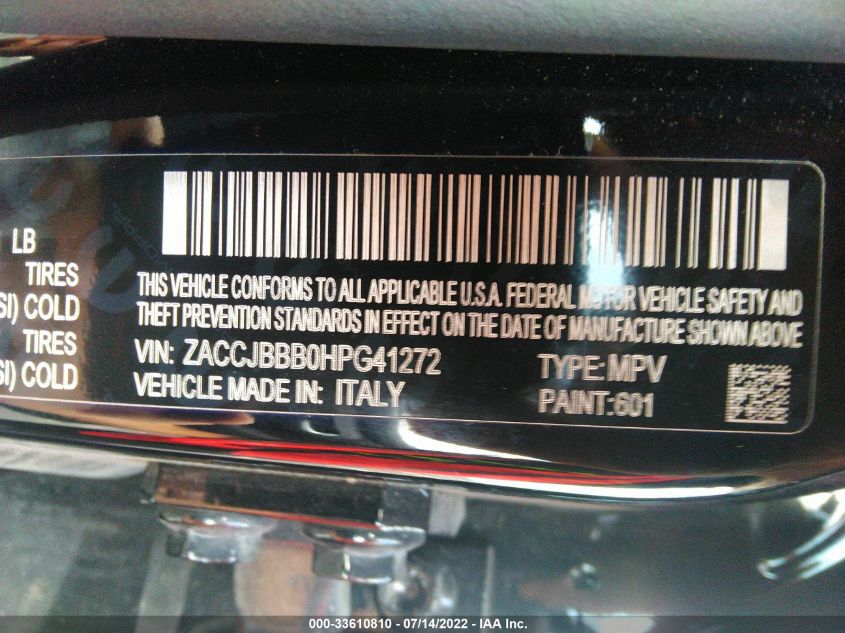 LB
TIRES
SI) COLD
TIRES
SI) COLD
THIS VEHICLE CONFORMS TO ALL APPLICABLE U.S.A. FEDERAL MOTOR VEHICLE SAFETY AND
THEFT PREVENTION STANDARDS IN EFFECT ON THE DATE OF MANUFACTURE SHOWN ABOVE
VIN: ZACCJBBB0HPG41272 TYPE:MPV
VEHICLE MADE IN: ITALY PAINT:601
000-33610810 - 07/14/2022 - IAA Inc.